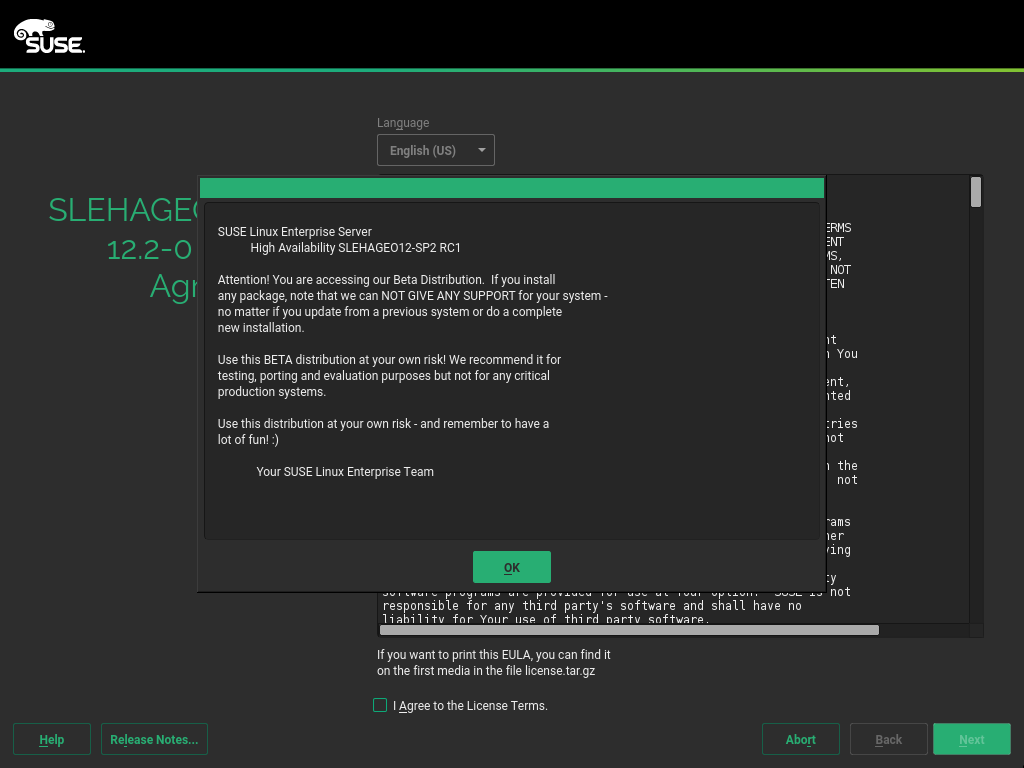 SUSE
Language
English (US)
SLEHAGEO
12.2-0
Agr
ERMS
ENT
MS,
NOT
TEN
nt
You
ent,
nted
tries
not
the
not
rams
her
ying
ty
SUSE Linux Enterprise Server
High Availability SLEHAGEO12-SP2 RC1
Attention! You are accessing our Beta Distribution. If you install
any package, note that we can NOT GIVE ANY SUPPORT for your system -
no matter if you update from a previous system or do a complete
new installation.
Use this BETA distribution at your own risk! We recommend it for
testing, porting and evaluation purposes but not for any critical
production systems.
Use this distribution at your own risk - and remember to have a
lot of fun! :)
Your SUSE Linux Enterprise Team
OK
software programs are provided for use at Your option. SUSE is not
responsible for any third party's software and shall have no
liability for Your use of third party software.
If you want to print this EULA, you can find it
on the first media in the file license.tar.gz
I Agree to the License Terms.
Help
Release Notes...
Abort
Back
Next